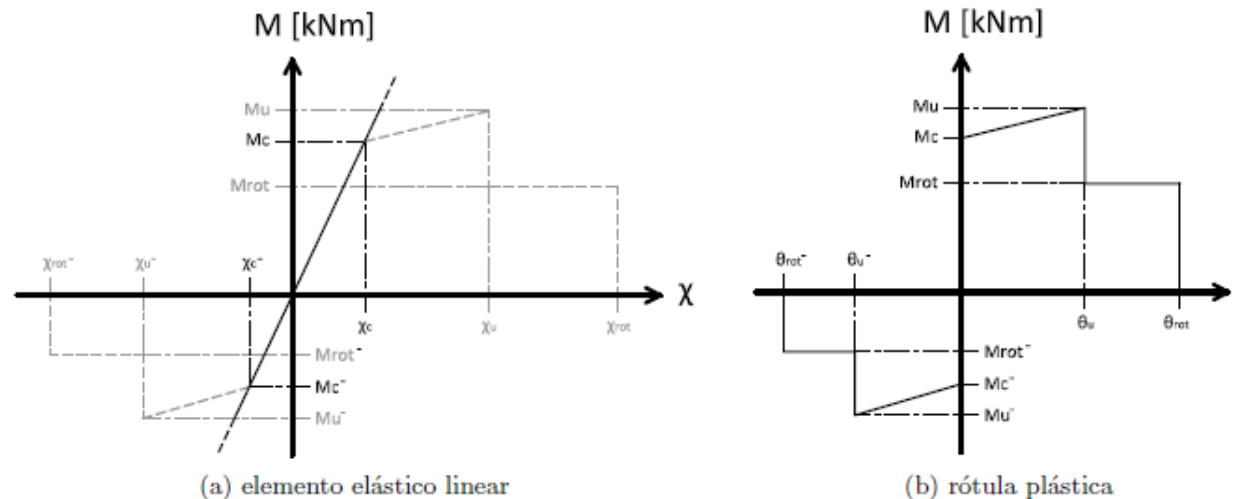 M [kNm]
Mu
Mc
Mrot
χrot⁻
χu⁻
χc⁻
χc
χu
χrot
χ
Mrot⁻
Mc⁻
Mu⁻
(a) elemento elástico linear
M [kNm]
Mu
Mc
Mrot
θrot⁻
θu⁻
θu
θrot
Mrot⁻
Mc⁻
Mu⁻
(b) rótula plástica